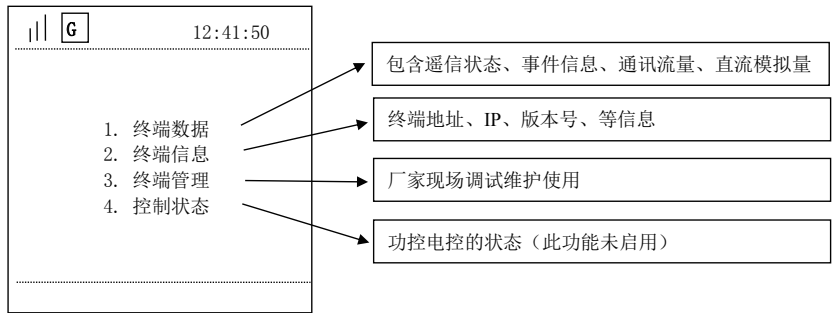 G 12:41:50
1. 终端数据
2. 终端信息
3. 终端管理
4. 控制状态
包含遥信状态、事件信息、通讯流量、直流模拟量
终端地址、IP、版本号、等信息
厂家现场调试维护使用
功控电控的状态（此功能未启用）